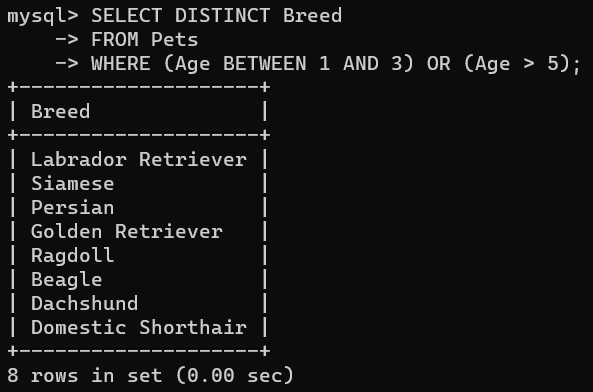 mysql> SELECT DISTINCT Breed
    -> FROM Pets
    -> WHERE (Age BETWEEN 1 AND 3) OR (Age > 5);
+--------------------+
| Breed              |
+--------------------+
| Labrador Retriever |
| Siamese            |
| Persian            |
| Golden Retriever   |
| Ragdoll            |
| Beagle             |
| Dachshund          |
| Domestic Shorthair |
+--------------------+
8 rows in set (0.00 sec)